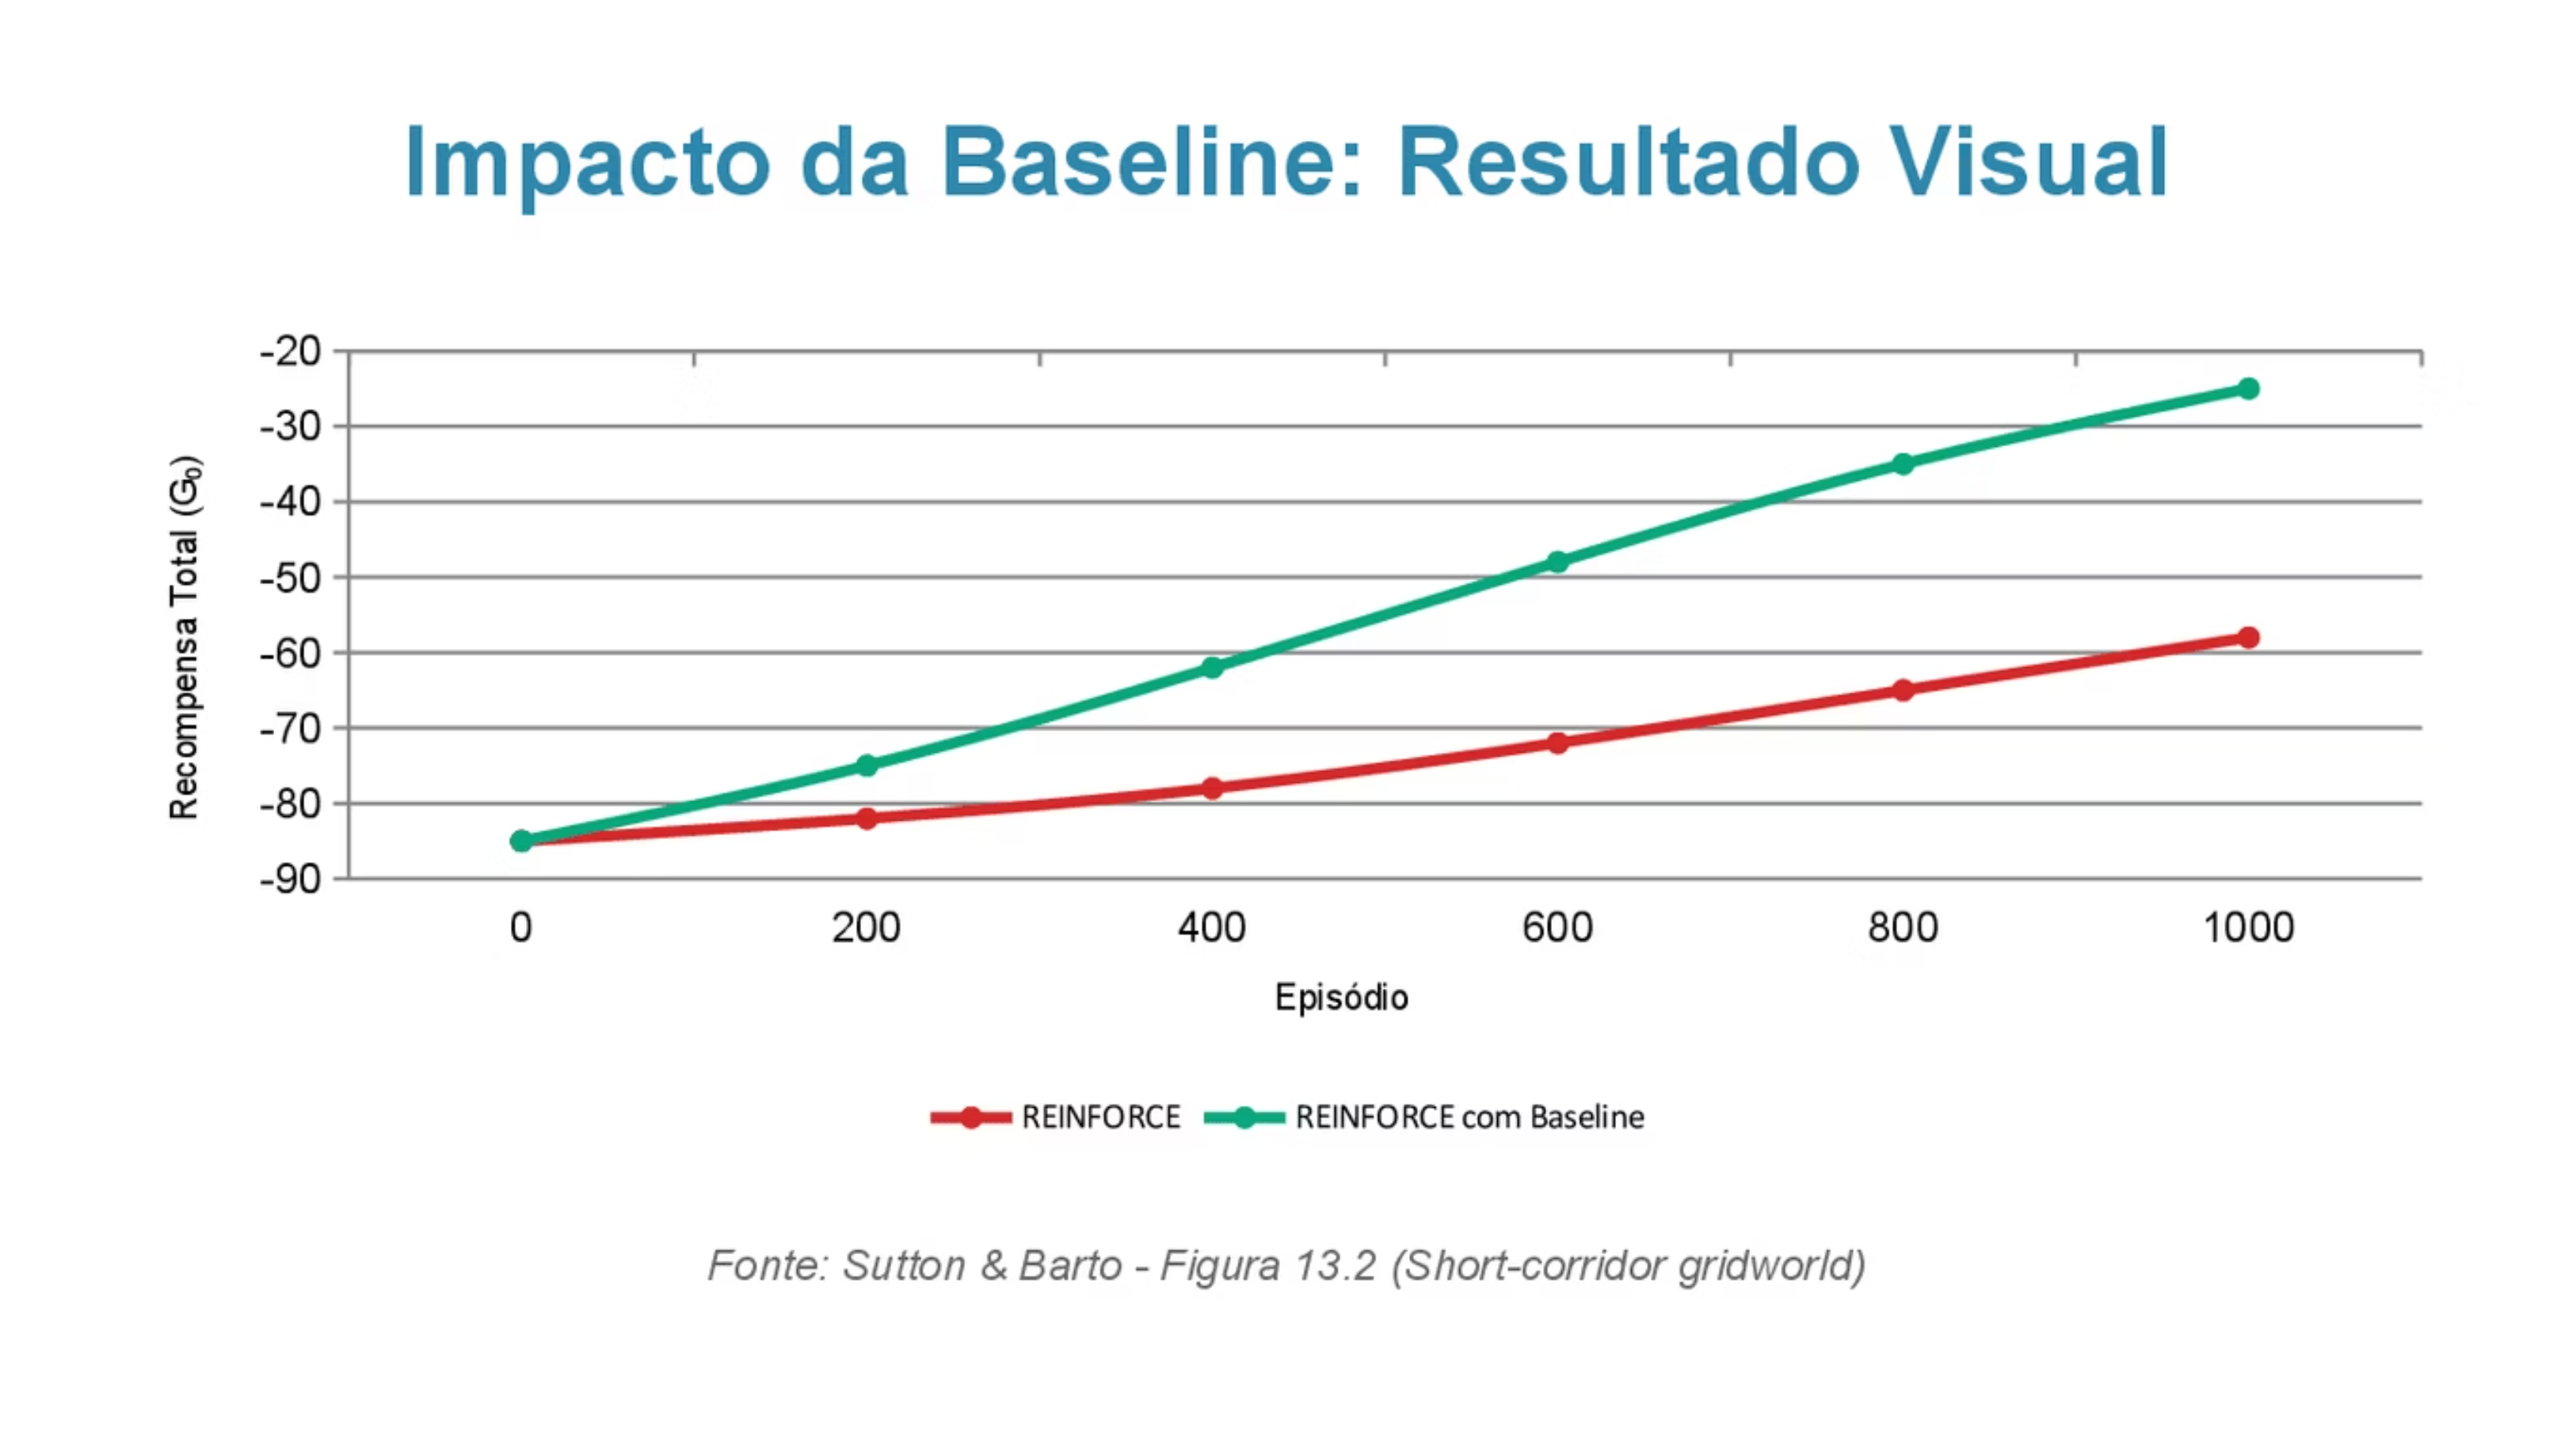 Impacto da Baseline: Resultado Visual
Recompensa Total (G₀)
-20
-30
-40
-50
-60
-70
-80
-90
0 200 400 600 800 1000
Episódio
REINFORCE REINFORCE com Baseline
Fonte: Sutton & Barto - Figura 13.2 (Short-corridor gridworld)